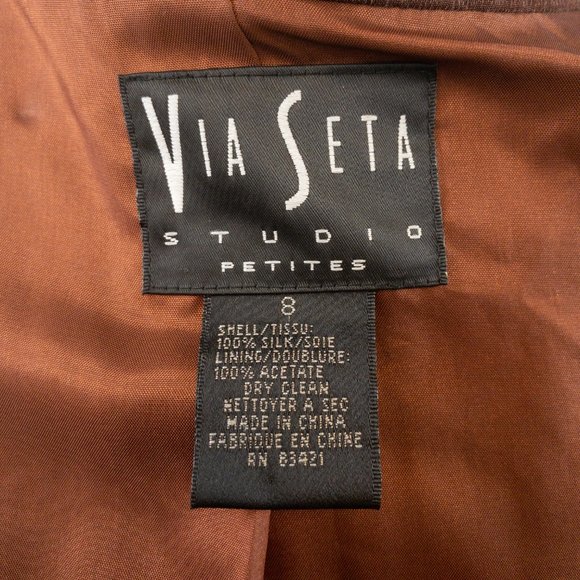 VIA SETA
STUDIO
PETITES
8
SHELL/TISSU:
100% SILK/SOIE
LINING/DOUBLURE:
100% ACETATE
DRY CLEAN
NETTOYER A SEC
MADE IN CHINA
FABRIQUE EN CHINE
RN 83421